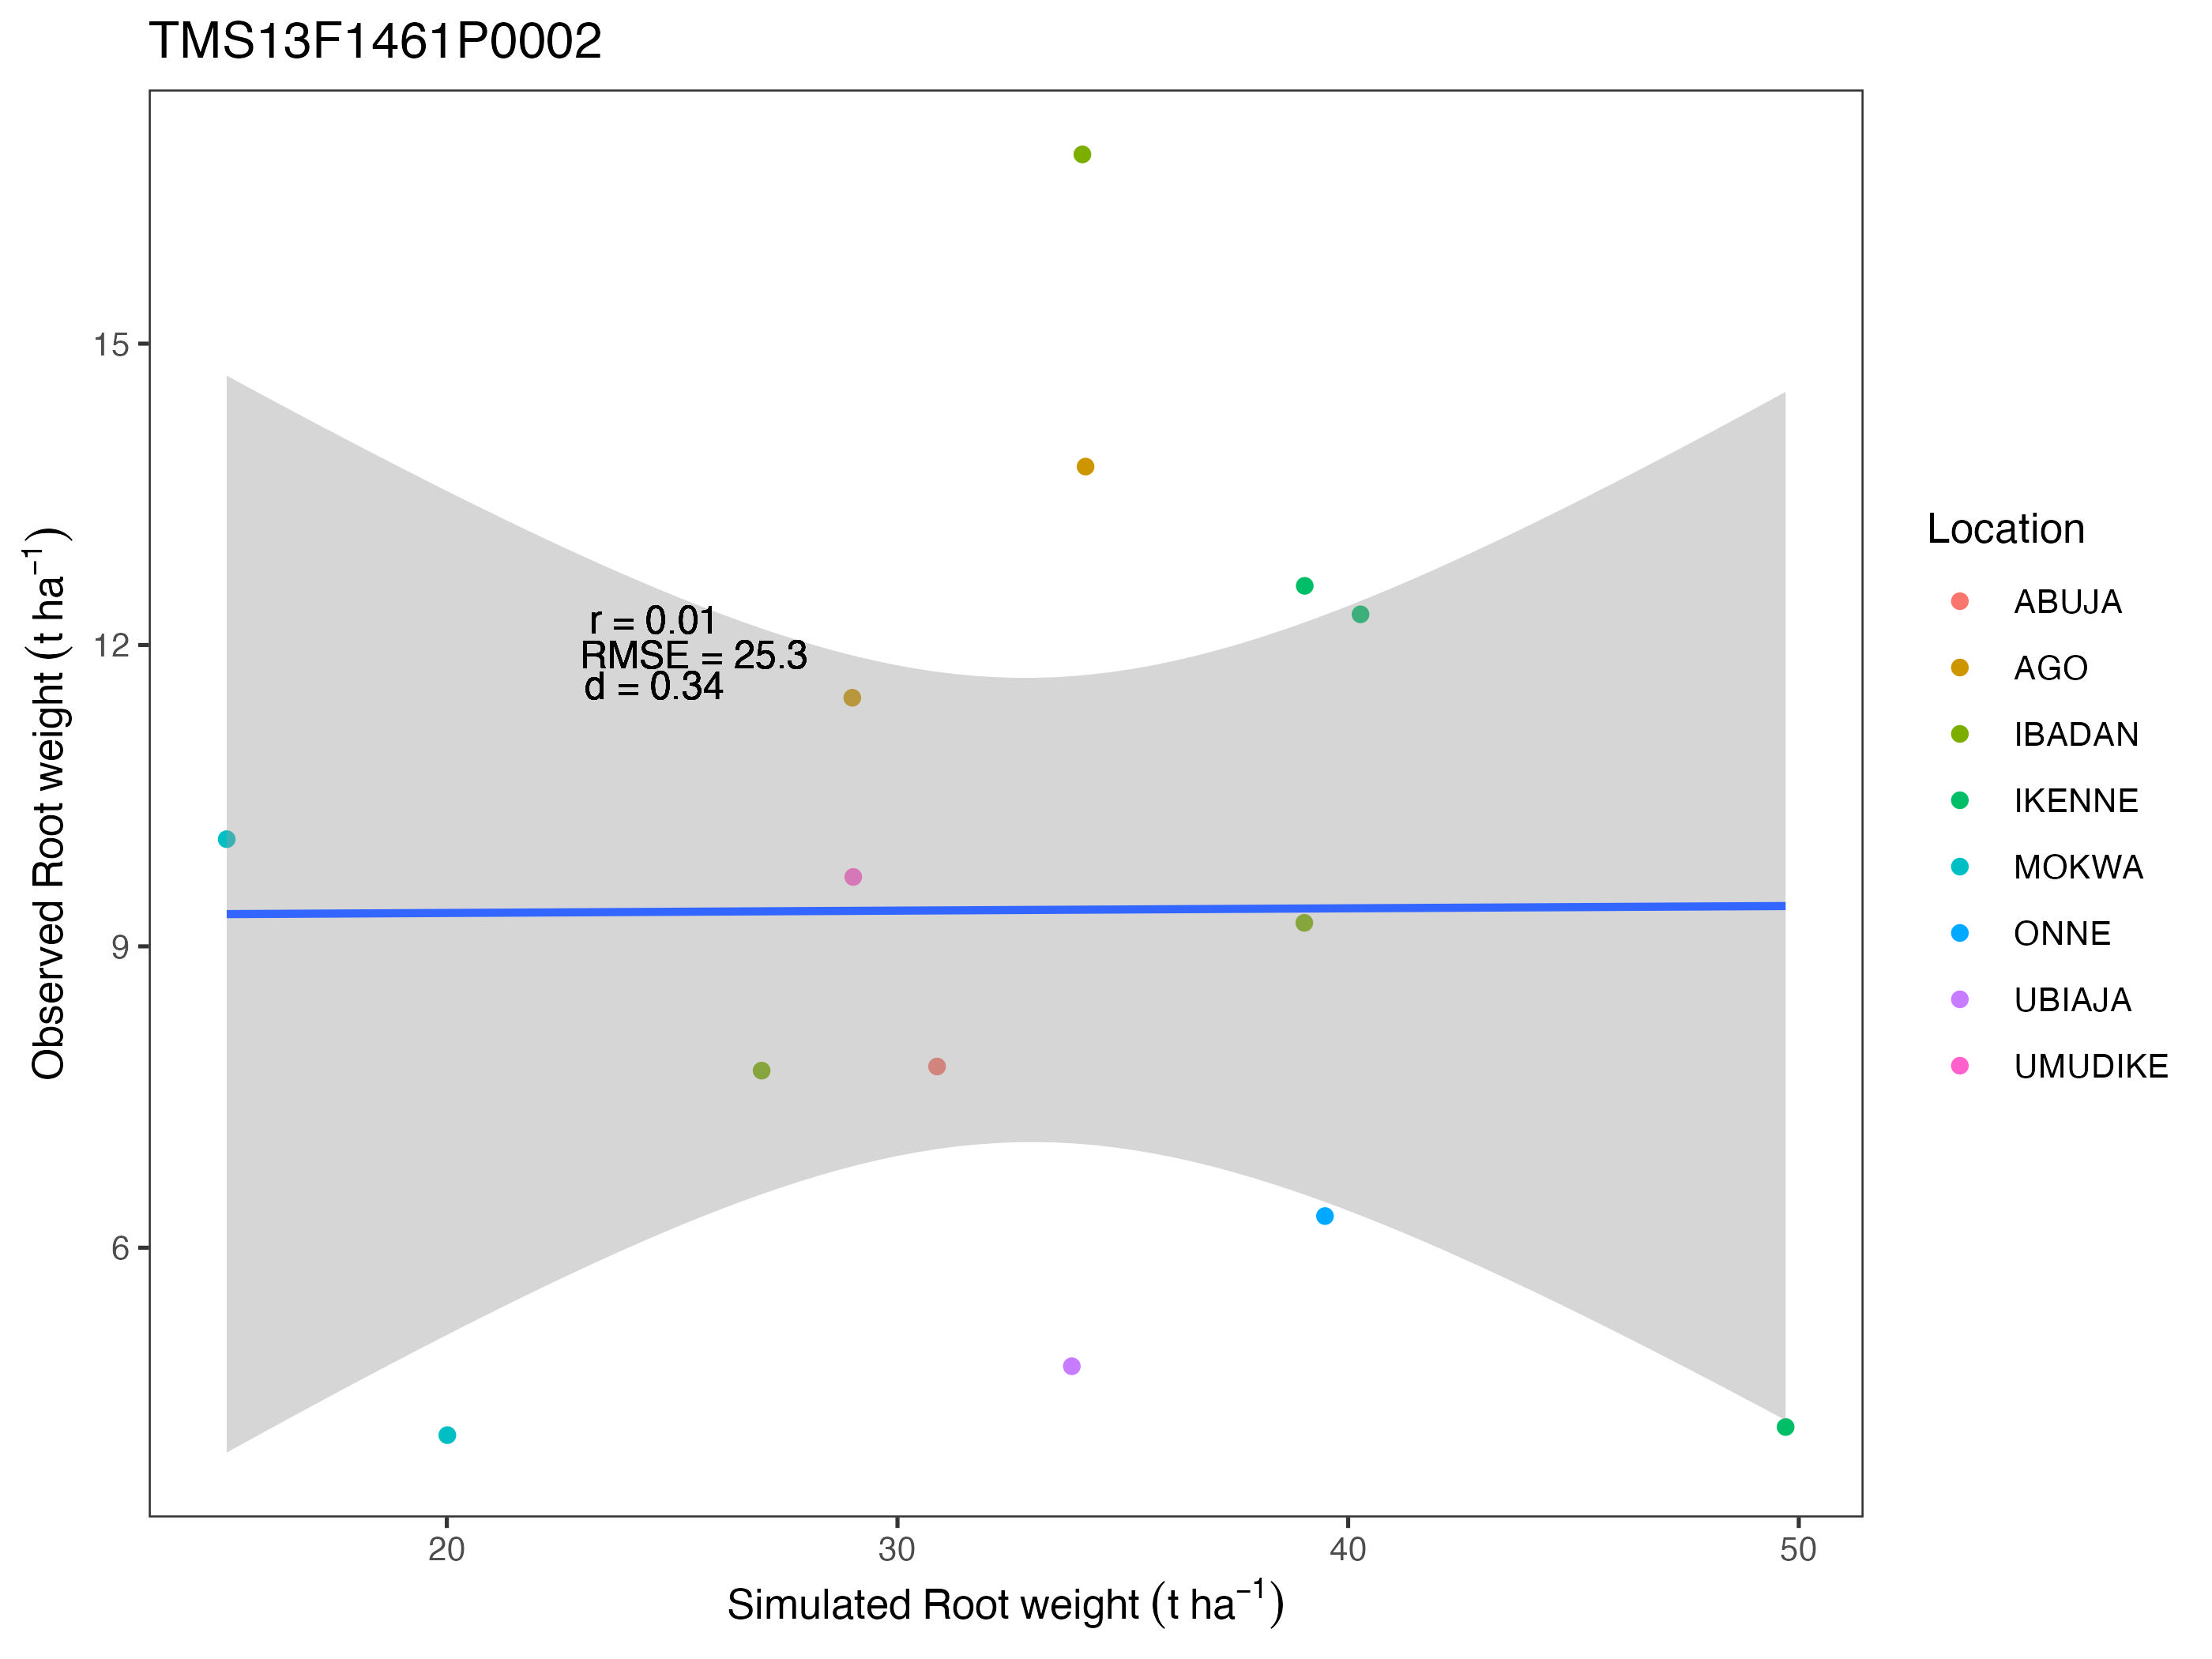 TMS13F1461P0002
Observed Root weight (t ha⁻¹)
15
12
9
6
r = 0.01
RMSE = 25.3
d = 0.34
20 30 40 50
Simulated Root weight (t ha⁻¹)
Location
ABUJA
AGO
IBADAN
IKENNE
MOKWA
ONNE
UBIAJA
UMUDIKE